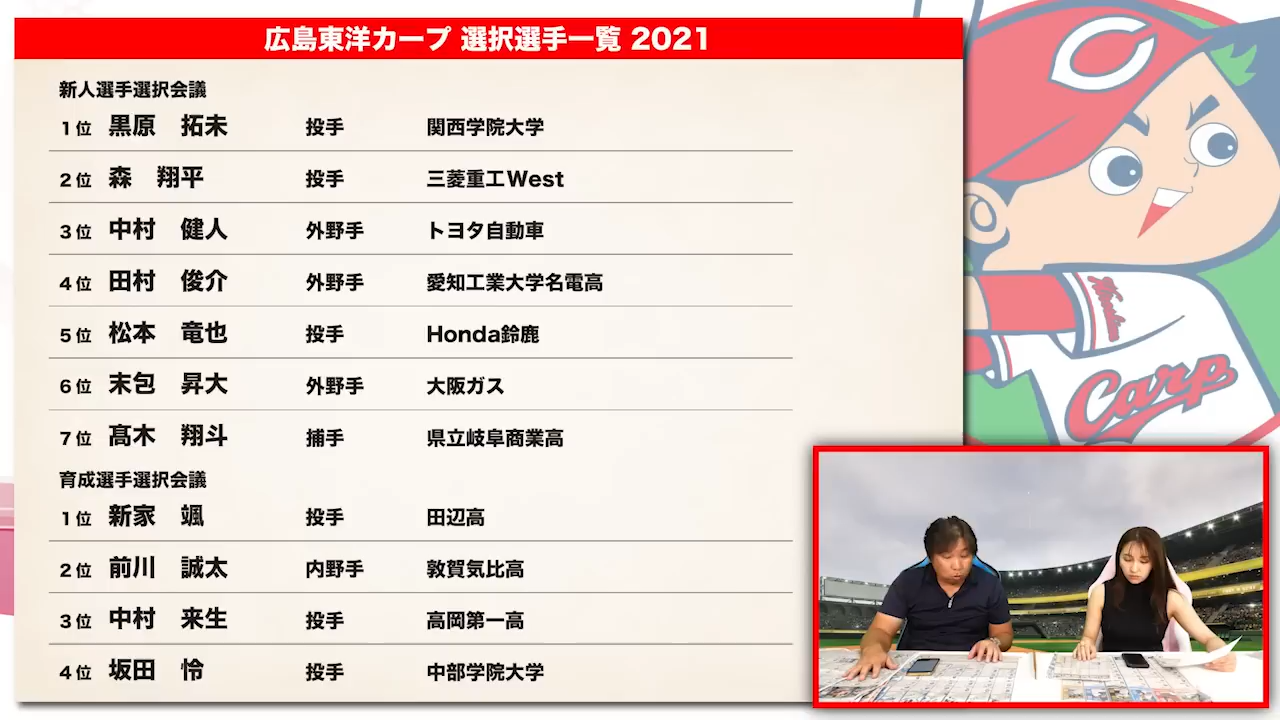 広島東洋カープ 選択選手一覧 2021
新人選手選択会議
1位 黒原 拓未 投手 関西学院大学
2位 森 翔平 投手 三菱重工West
3位 中村 健人 外野手 トヨタ自動車
4位 田村 俊介 外野手 愛知工業大学名電高
5位 松本 竜也 投手 Honda鈴鹿
6位 末包 昇大 外野手 大阪ガス
7位 髙木 翔斗 捕手 県立岐阜商業高
育成選手選択会議
1位 新家 颯 投手 田辺高
2位 前川 誠太 内野手 敦賀気比高
3位 中村 来生 投手 高岡第一高
4位 坂田 怜 投手 中部学院大学
C
Carp